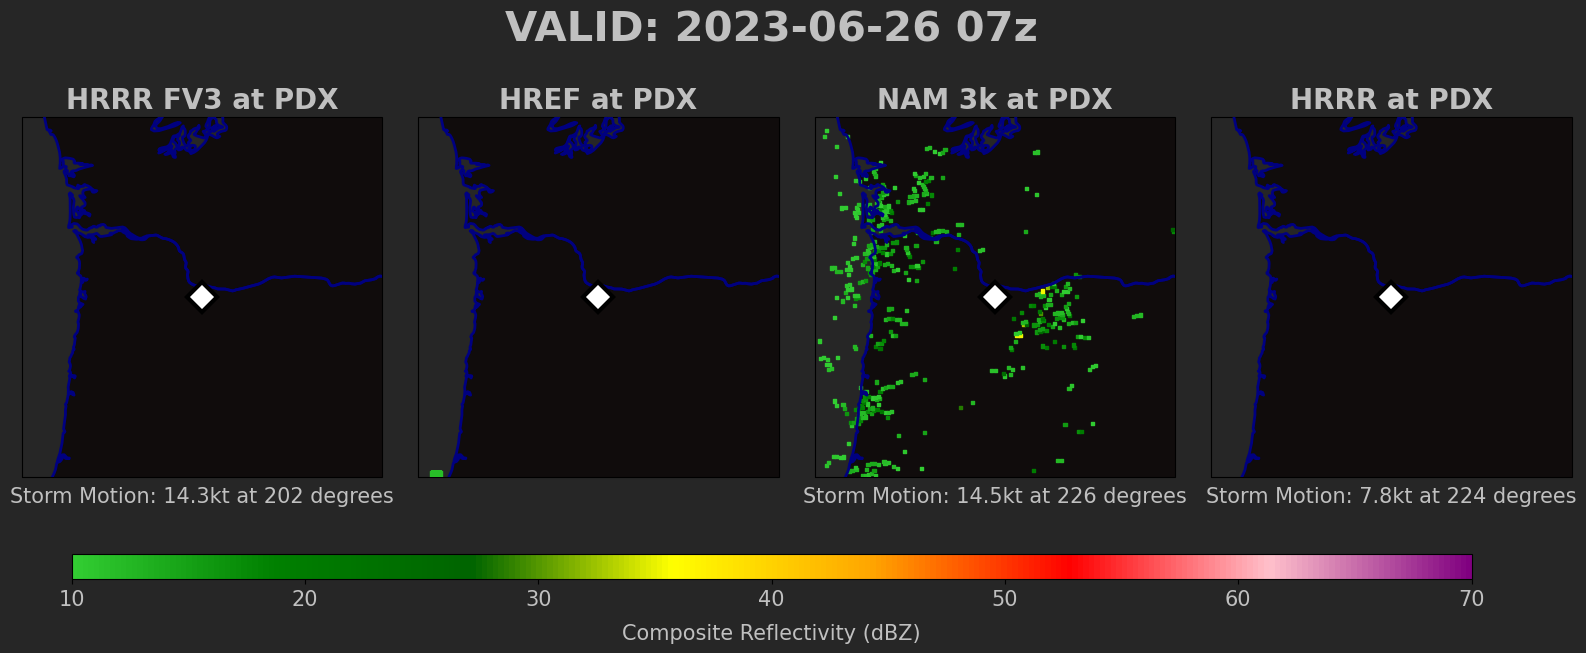 VALID: 2023-06-26 07z
HRRR FV3 at PDX
HREF at PDX
NAM 3k at PDX
HRRR at PDX
Storm Motion: 14.3kt at 202 degrees
Storm Motion: 14.5kt at 226 degrees
Storm Motion: 7.8kt at 224 degrees
10 20 30 40 50 60 70
Composite Reflectivity (dBZ)